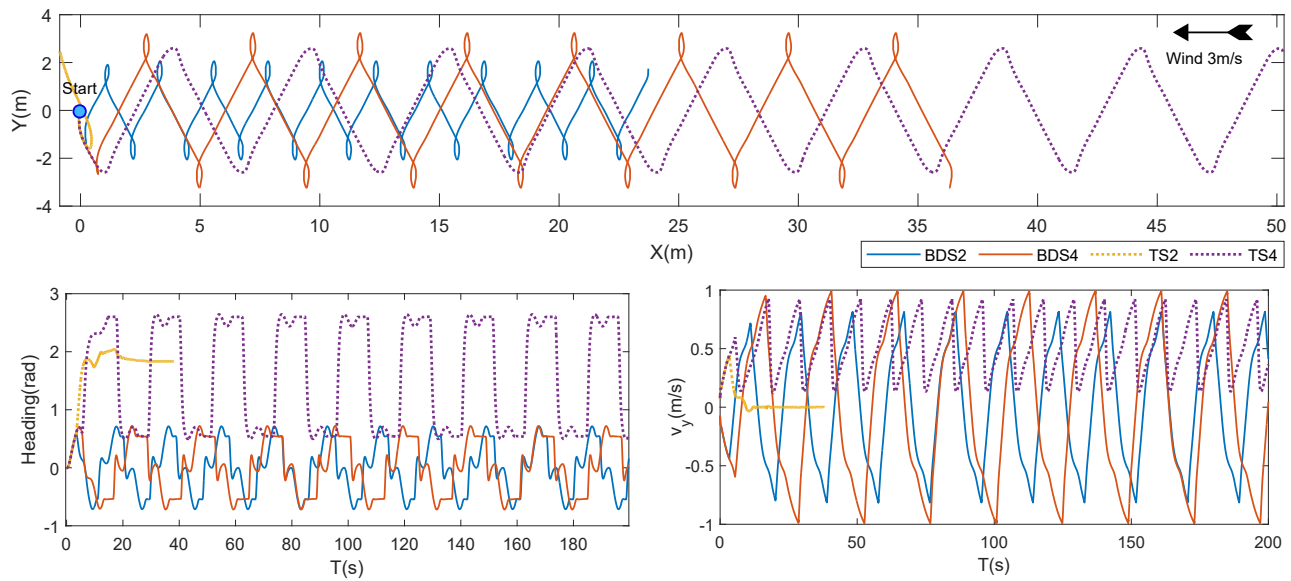 4
2
0
-2
-4
Y(m)
Start
Wind 3m/s
0 5 10 15 20 25 30 35 40 45 50
X(m)
BDS2 BDS4 TS2 TS4
3
2
1
0
-1
Heading(rad)
0 20 40 60 80 100 120 140 160 180
T(s)
1
0.5
0
-0.5
-1
v_y(m/s)
0 50 100 150 200
T(s)